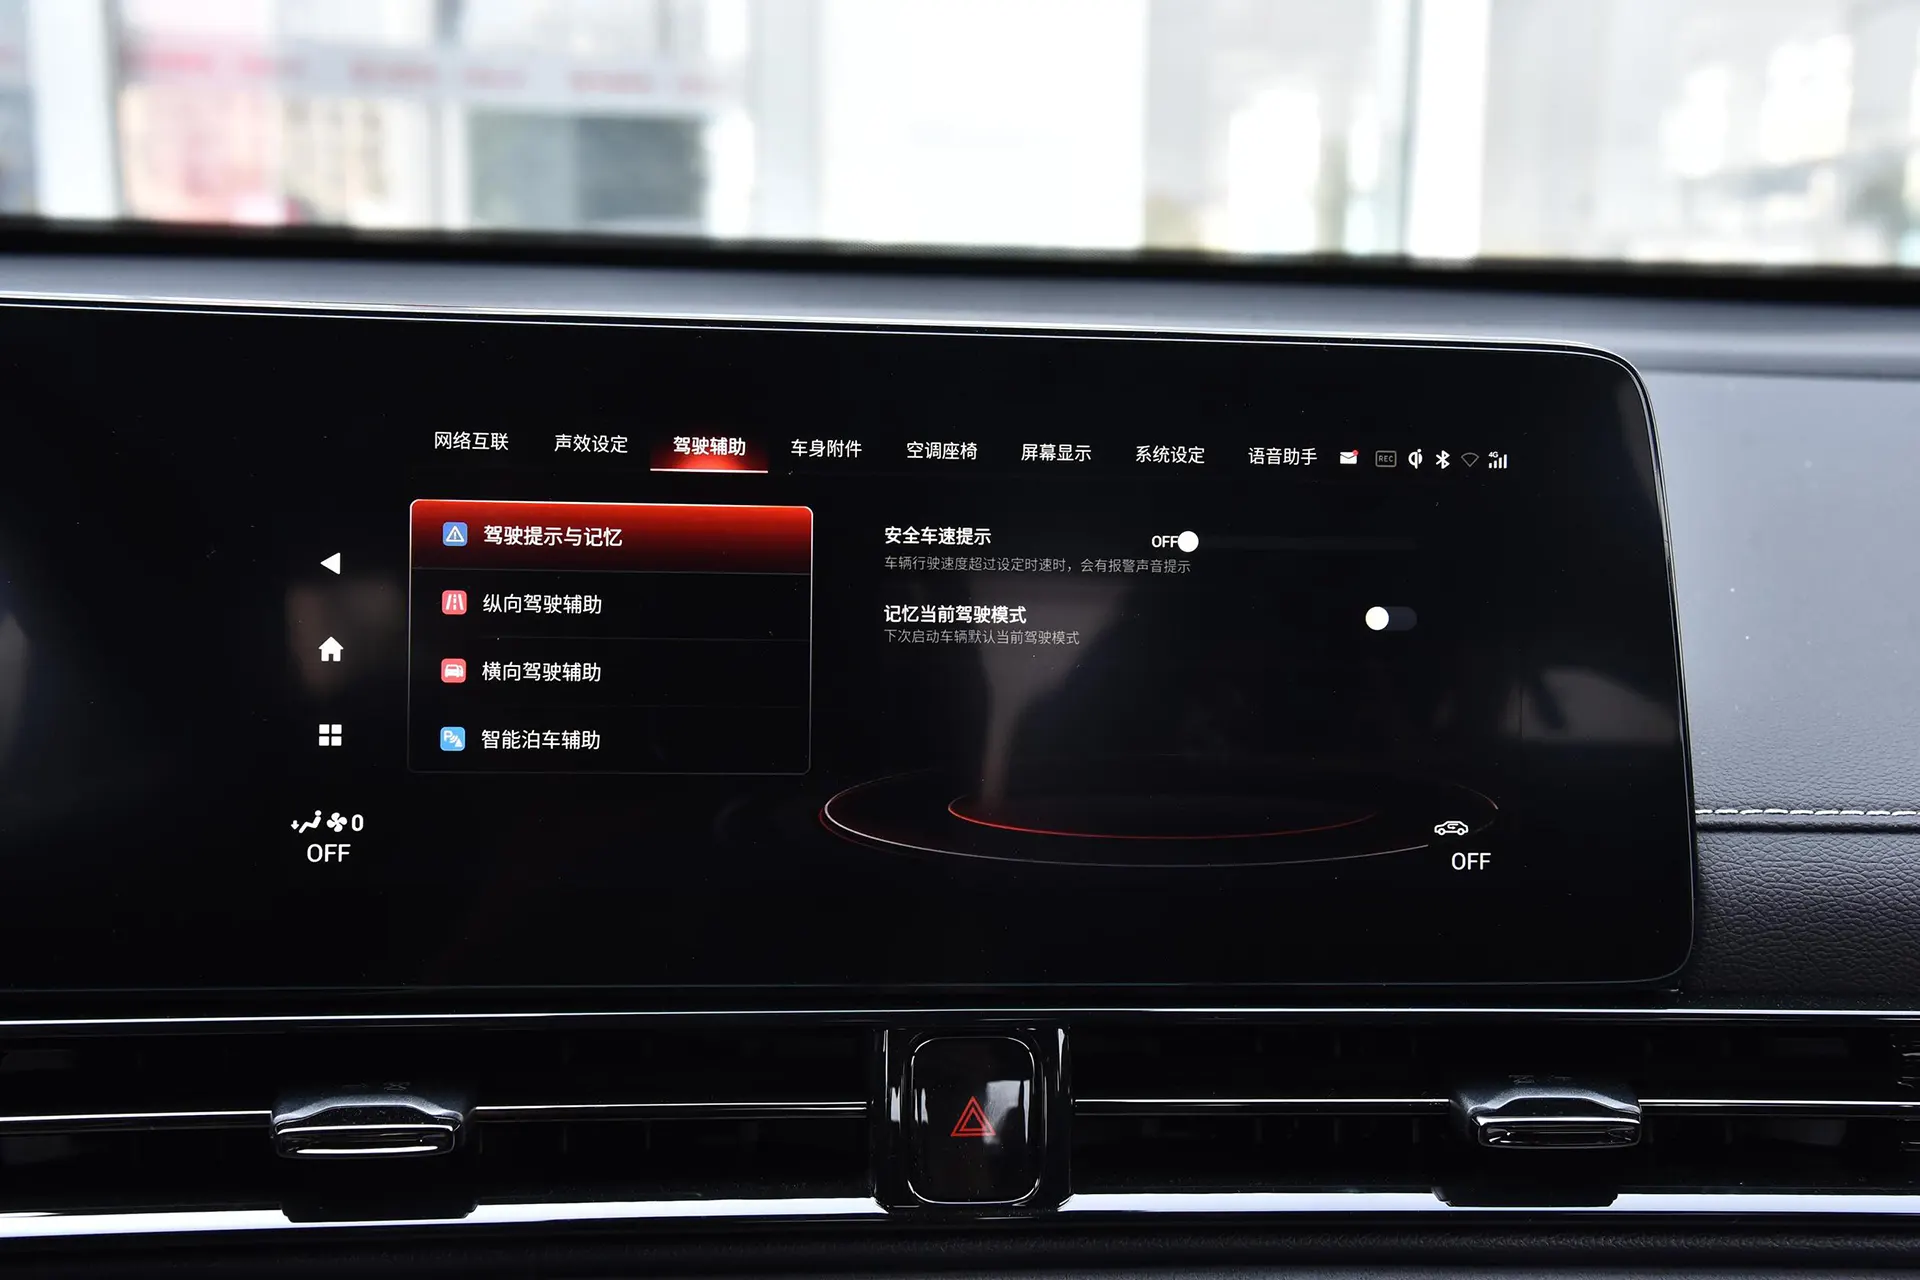 网络互联 声效设定 驾驶辅助 车身附件 空调座椅 屏幕显示 系统设定 语音助手 REC 4G
驾驶提示与记忆
纵向驾驶辅助
横向驾驶辅助
智能泊车辅助
安全车速提示 OFF
车辆行驶速度超过设定时速时，会有报警声音提示
记忆当前驾驶模式
下次启动车辆默认当前驾驶模式
0
OFF
OFF